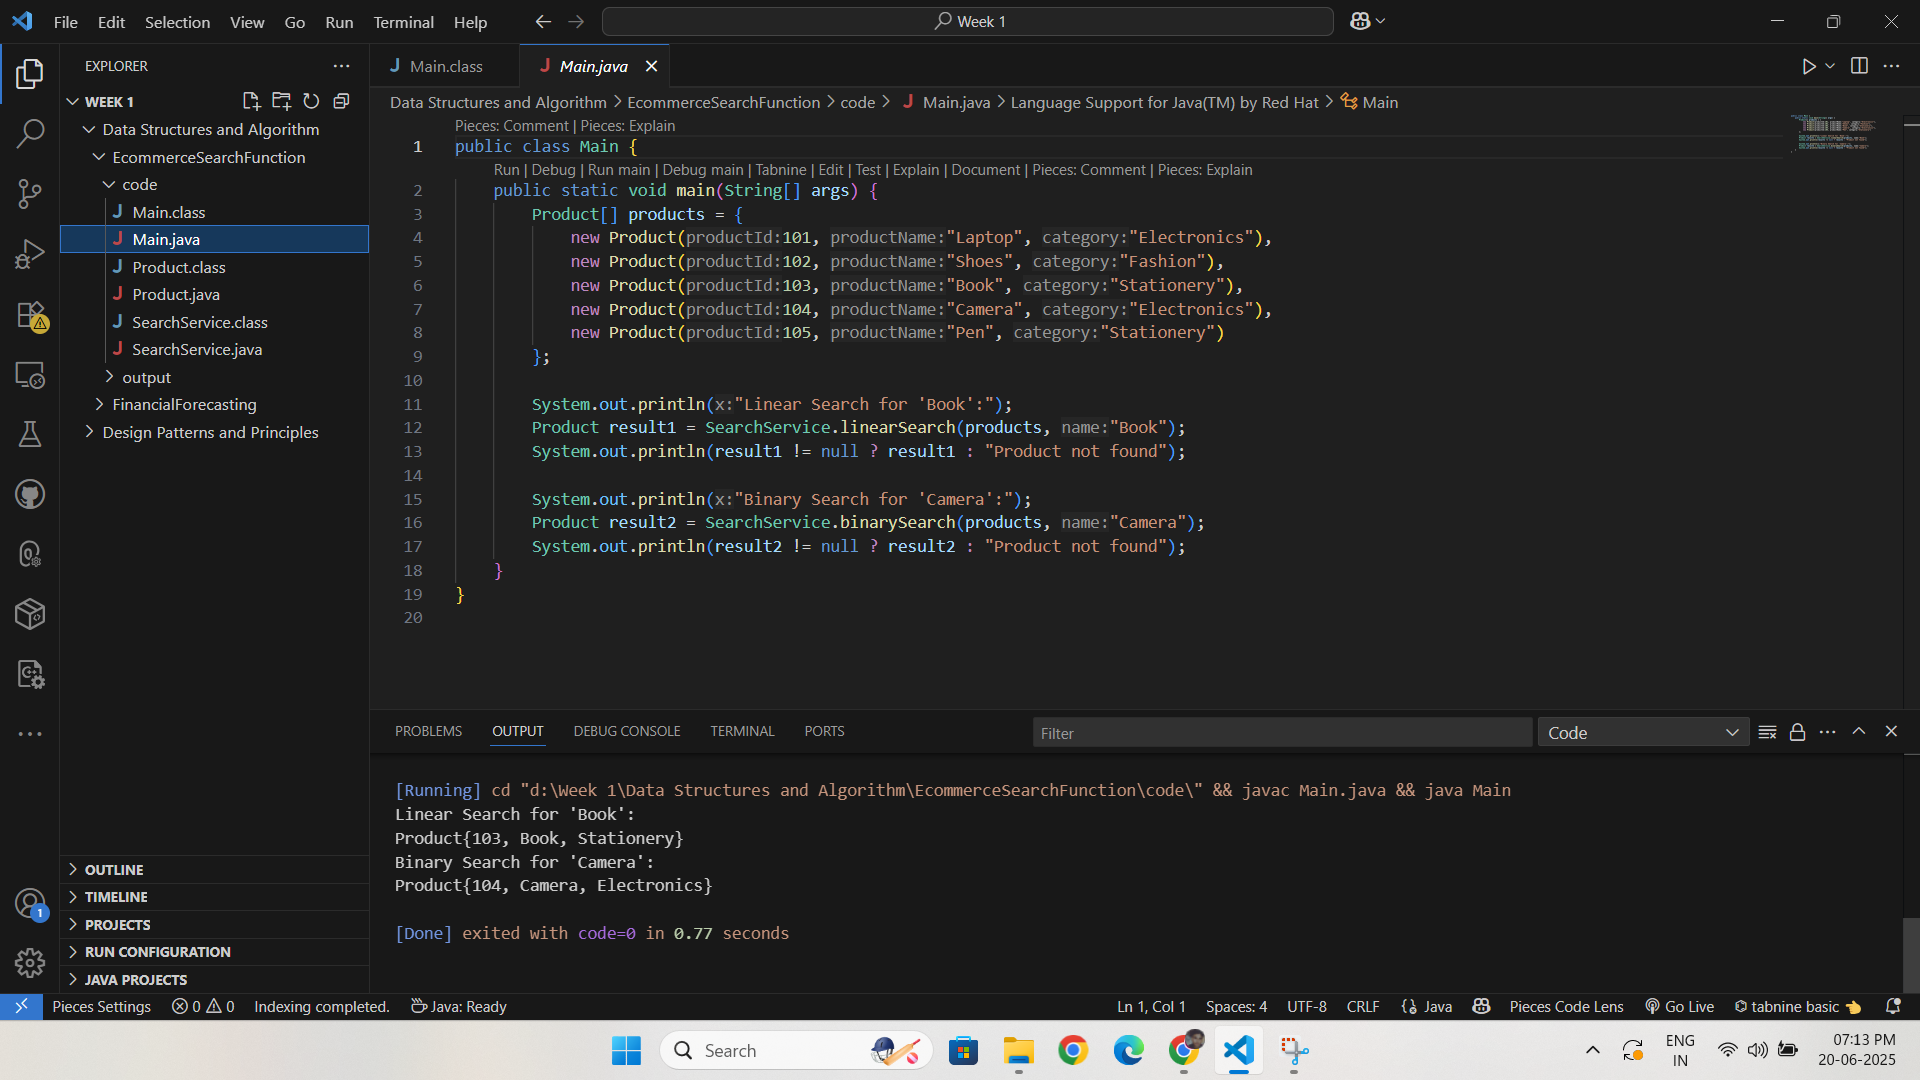 File Edit Selection View Go Run Terminal Help
Week 1
EXPLORER
WEEK 1
Data Structures and Algorithm
EcommerceSearchFunction
code
Main.class
Main.java
Product.class
Product.java
SearchService.class
SearchService.java
output
FinancialForecasting
Design Patterns and Principles
OUTLINE
TIMELINE
PROJECTS
RUN CONFIGURATION
JAVA PROJECTS
Main.class Main.java
Data Structures and Algorithm > EcommerceSearchFunction > code > Main.java > Language Support for Java(TM) by Red Hat > Main
Pieces: Comment | Pieces: Explain
1 public class Main {
Run | Debug | Run main | Debug main | Tabnine | Edit | Test | Explain | Document | Pieces: Comment | Pieces: Explain
2 public static void main(String[] args) {
3 Product[] products = {
4 new Product(productId:101, productName:"Laptop", category:"Electronics"),
5 new Product(productId:102, productName:"Shoes", category:"Fashion"),
6 new Product(productId:103, productName:"Book", category:"Stationery"),
7 new Product(productId:104, productName:"Camera", category:"Electronics"),
8 new Product(productId:105, productName:"Pen", category:"Stationery")
9 };
10
11 System.out.println(x:"Linear Search for 'Book':");
12 Product result1 = SearchService.linearSearch(products, name:"Book");
13 System.out.println(result1 != null ? result1 : "Product not found");
14
15 System.out.println(x:"Binary Search for 'Camera':");
16 Product result2 = SearchService.binarySearch(products, name:"Camera");
17 System.out.println(result2 != null ? result2 : "Product not found");
18 }
19 }
20
PROBLEMS OUTPUT DEBUG CONSOLE TERMINAL PORTS
Filter
Code
[Running] cd "d:\Week 1\Data Structures and Algorithm\EcommerceSearchFunction\code\" && javac Main.java && java Main
Linear Search for 'Book':
Product{103, Book, Stationery}
Binary Search for 'Camera':
Product{104, Camera, Electronics}
[Done] exited with code=0 in 0.77 seconds
1
Pieces Settings 0 0 Indexing completed. Java: Ready
Ln 1, Col 1 Spaces: 4 UTF-8 CRLF {} Java Pieces Code Lens Go Live tabnine basic
Search
ENG
IN
07:13 PM
20-06-2025